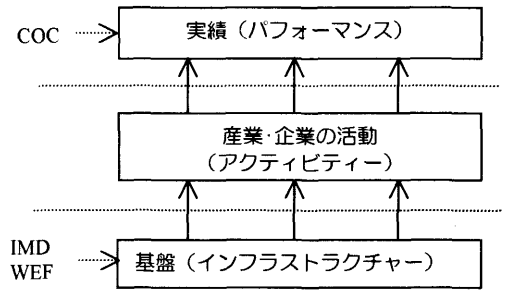 COC
実績（パフォーマンス）
産業･企業の活動
（アクティビティー）
IMD
WEF
基盤（インフラストラクチャー）